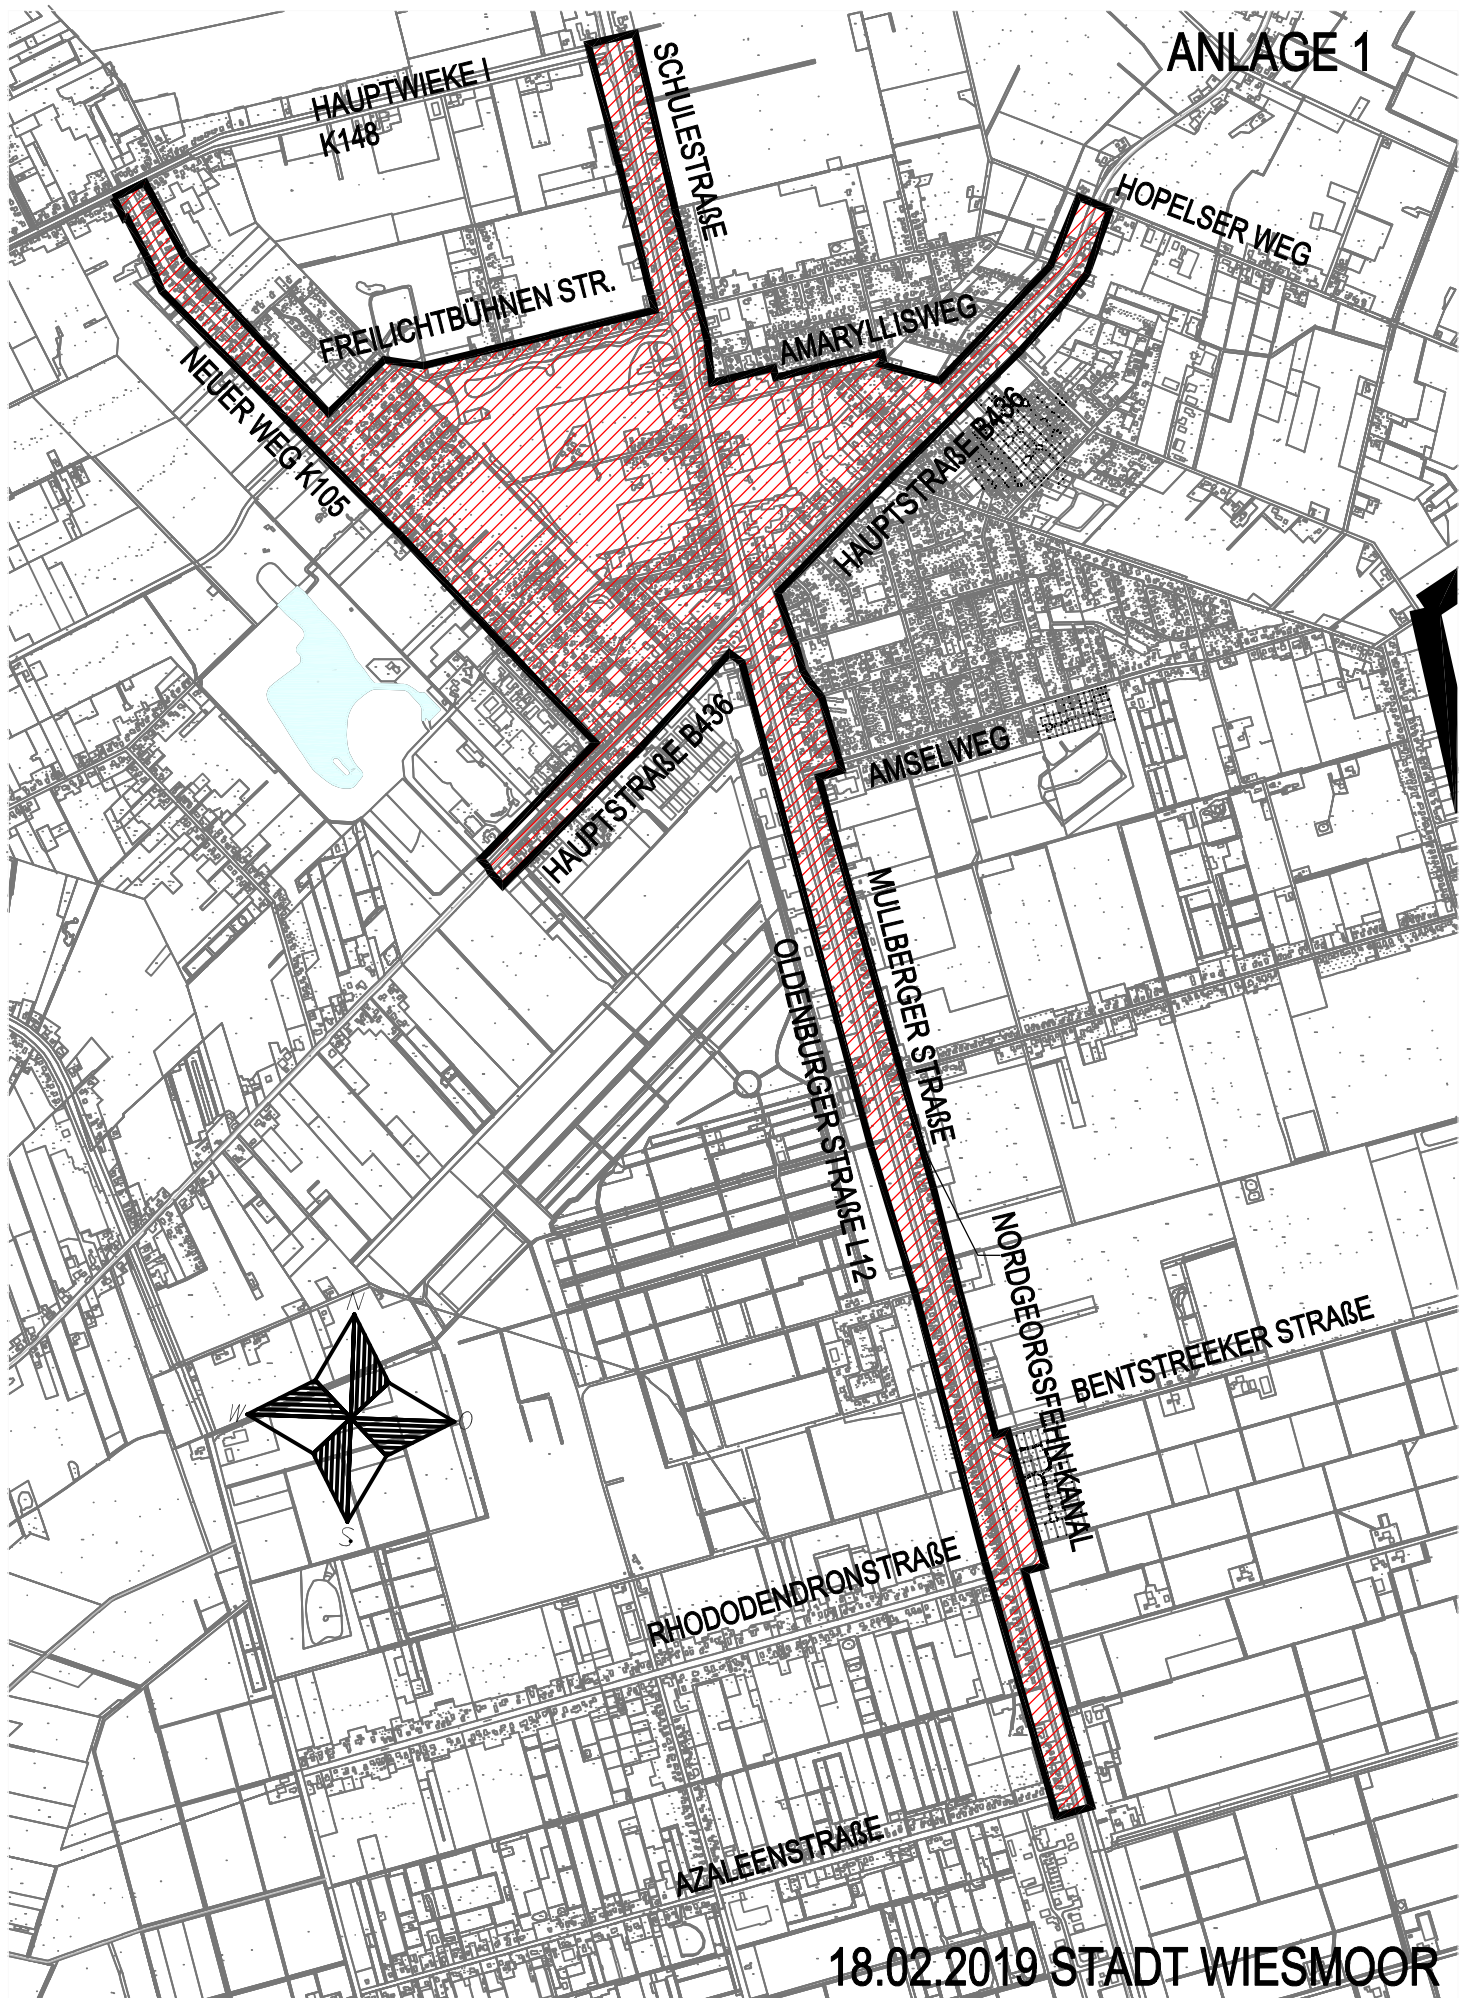 ANLAGE 1
HAUPTWIEKE I
K148
SCHULESTRAßE
HOPELSER WEG
FREILICHTBÜHNEN STR.
AMARYLLISWEG
NEUER WEG K105
HAUPTSTRAßE B436
HAUPTSTRAßE B436
AMSELWEG
MULLBERGER STRAßE
OLDENBURGER STRAßE L12
NORDGEORGSFEHN-KANAL
BENTSTREEKER STRAßE
N
W
O
S
RHODODENDRONSTRAßE
AZALEENSTRAßE
18.02.2019 STADT WIESMOOR